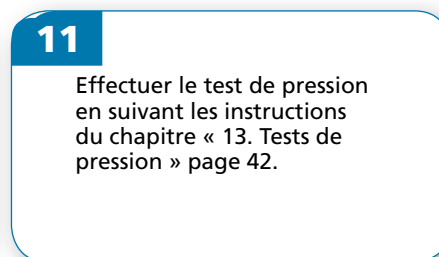 11
Effectuer le test de pression
en suivant les instructions
du chapitre « 13. Tests de
pression » page 42.